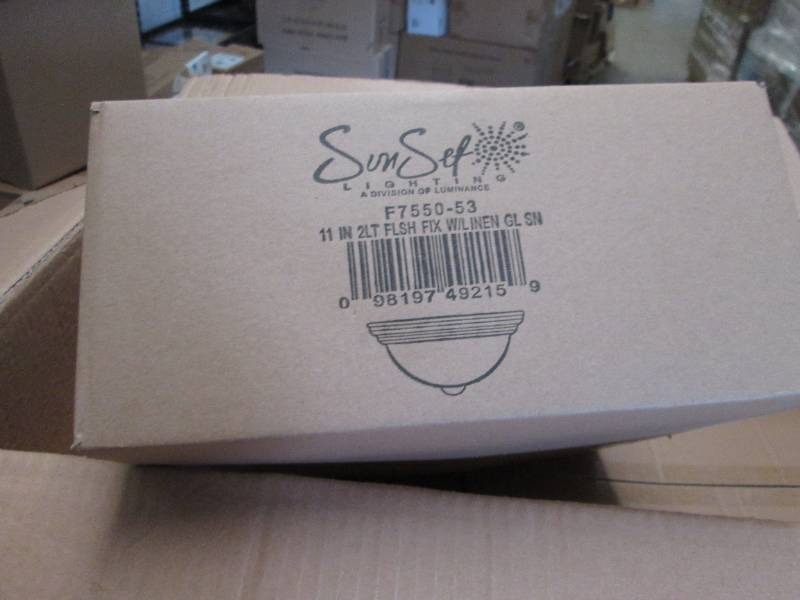 SunSet ®
LIGHTING
A DIVISION OF LUMINANCE
F7550-53
11 IN 2LT FLSH FIX W/LINEN GL SN
0 98197 49215 9